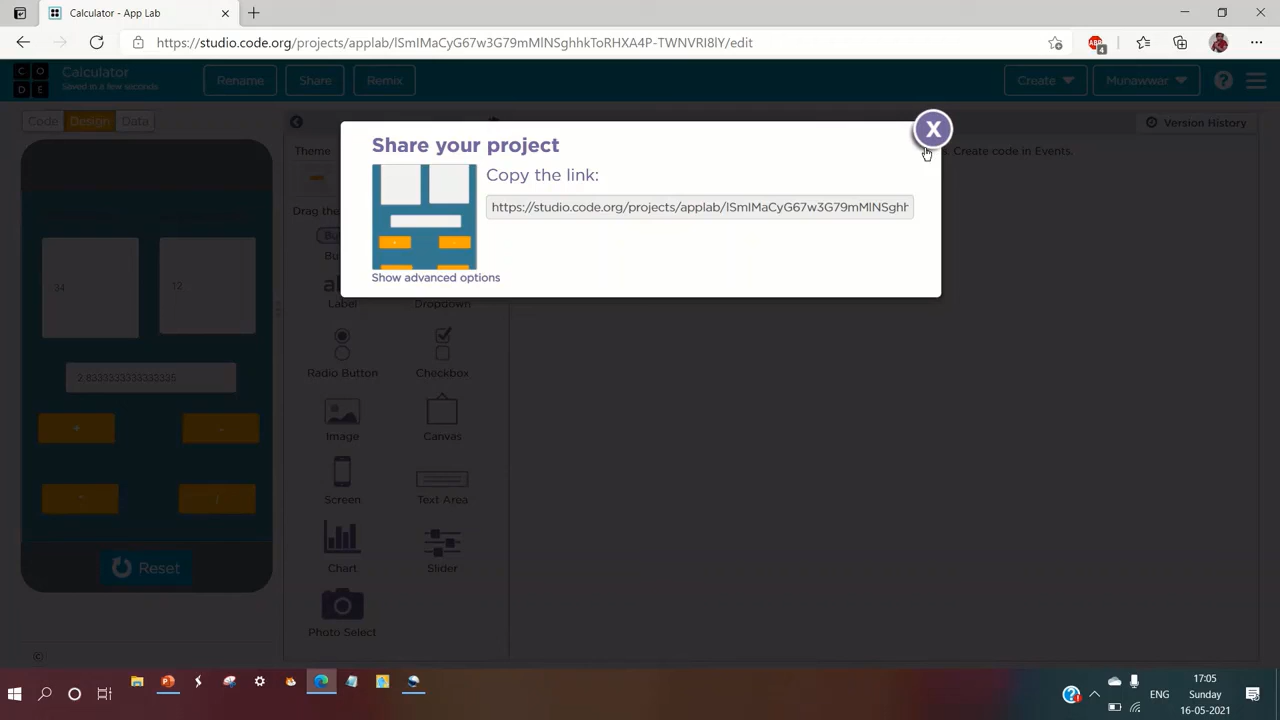 Calculator - App Lab
https://studio.code.org/projects/applab/lSmIMaCyG67w3G79mMlNSghhkToRHXA4P-TWNVRI8lY/edit
4
C O
D E
Calculator
Saved in a few seconds
Rename
Share
Remix
Create
Munawwar
?
Code
Design
Data
Version History
Share your project
X
Copy the link:
Theme
Create code in Events.
https://studio.code.org/projects/applab/lSmIMaCyG67w3G79mMlNSghh
Drag the
Show advanced options
34
12
Label
Dropdown
Radio Button
Checkbox
2.8333333333333335
+
-
Image
Canvas
*
/
Screen
Text Area
Reset
Chart
Slider
Photo Select
17:05
ENG
Sunday
16-05-2021